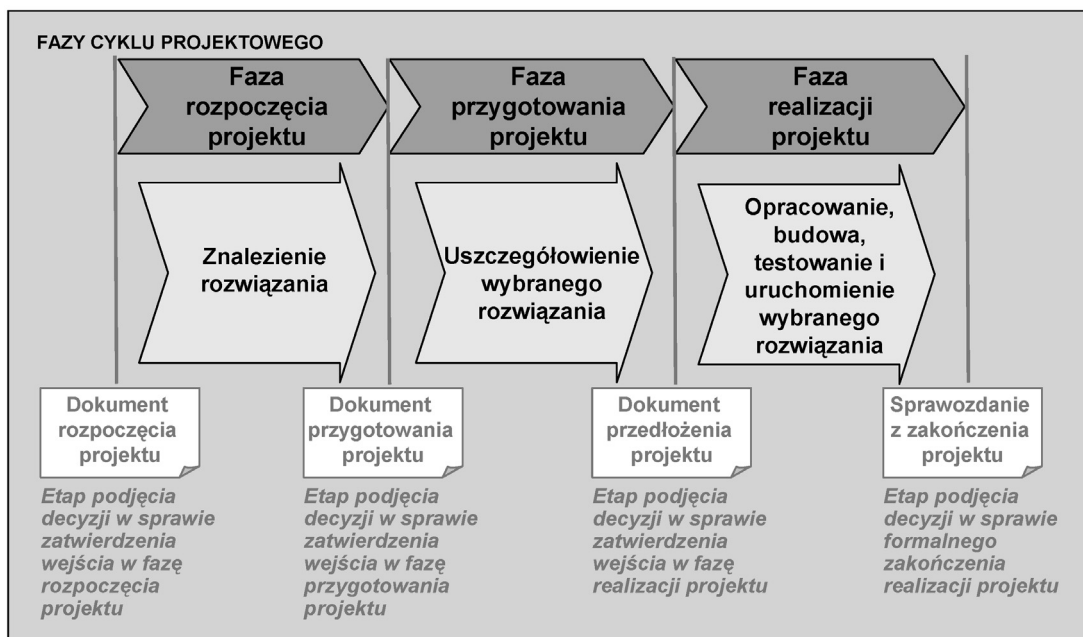 FAZY CYKLU PROJEKTOWEGO
Faza
rozpoczęcia
projektu
Faza
przygotowania
projektu
Faza
realizacji
projektu
Znalezienie
rozwiązania
Uszczegółowienie
wybranego
rozwiązania
Opracowanie,
budowa,
testowanie i
uruchomienie
wybranego
rozwiązania
Dokument
rozpoczęcia
projektu
Dokument
przygotowania
projektu
Dokument
przedłożenia
projektu
Sprawozdanie
z zakończenia
projektu
Etap podjęcia
decyzji w sprawie
zatwierdzenia
wejścia w fazę
rozpoczęcia
projektu
Etap podjęcia
decyzji w sprawie
zatwierdzenia
wejścia w fazę
przygotowania
projektu
Etap podjęcia
decyzji w sprawie
zatwierdzenia
wejścia w fazę
realizacji projektu
Etap podjęcia
decyzji w sprawie
formalnego
zakończenia
realizacji projektu